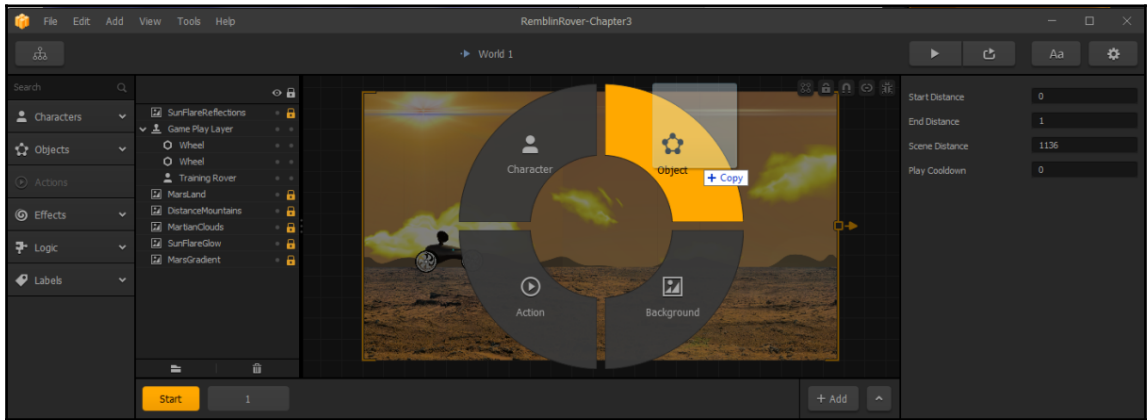 File Edit Add View Tools Help
RemblinRover-Chapter3
World 1
Aa
Search
Characters
Objects
Actions
Effects
Logic
Labels
SunFlareReflections
Game Play Layer
Wheel
Wheel
Training Rover
MarsLand
DistanceMountains
MartianClouds
SunFlareGlow
MarsGradient
Character
Object
+ Copy
Action
Background
Start Distance 0
End Distance 1
Scene Distance 1136
Play Cooldown 0
Start
1
+ Add